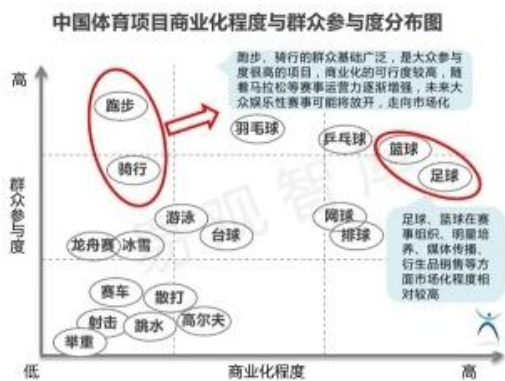 中国体育项目商业化程度与群众参与度分布图
跑步、骑行的群众基础广泛，是大众参与
度很高的项目，商业化的可行度较高，随
着马拉松等赛事运营力逐渐增强，未来大
众娱乐性赛事可能将放开，走向市场化
高
跑步
羽毛球
乒乓球
篮球
骑行
足球
群众参与度
游泳
网球
台球
排球
龙舟赛
冰雪
足球、篮球在赛
事组织、明星培
养、媒体传播、
衍生品销售等方
面市场化程度相
对较高
赛车
散打
射击
跳水
高尔夫
举重
低
商业化程度
高
易观智库